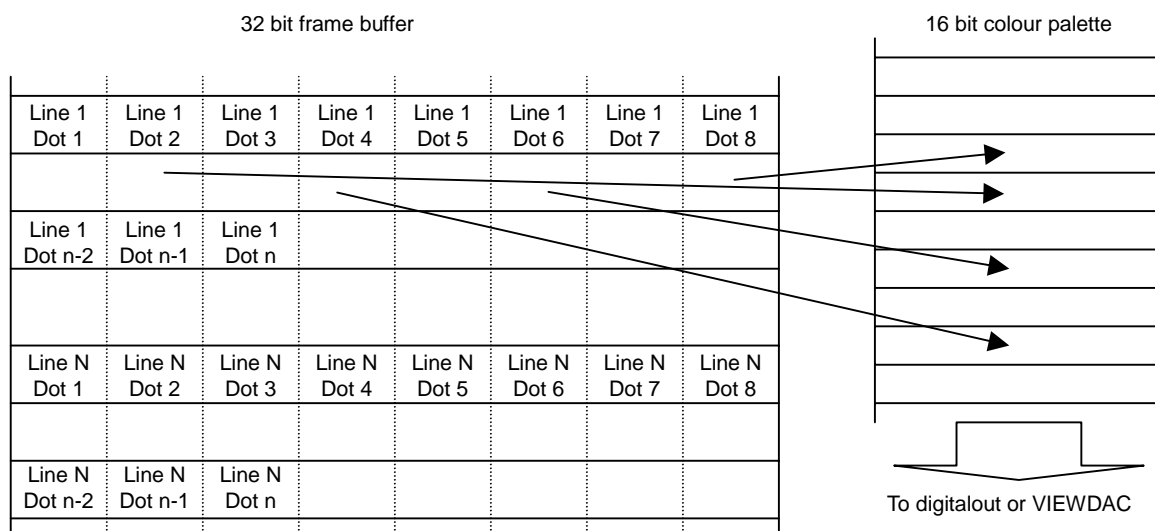 32 bit frame buffer
16 bit colour palette
Line 1 Line 1 Line 1 Line 1 Line 1 Line 1 Line 1 Line 1
Dot 1 Dot 2 Dot 3 Dot 4 Dot 5 Dot 6 Dot 7 Dot 8
Line 1 Line 1 Line 1
Dot n-2 Dot n-1 Dot n
Line N Line N Line N Line N Line N Line N Line N Line N
Dot 1 Dot 2 Dot 3 Dot 4 Dot 5 Dot 6 Dot 7 Dot 8
Line N Line N Line N
Dot n-2 Dot n-1 Dot n
To digitalout or VIEWDAC